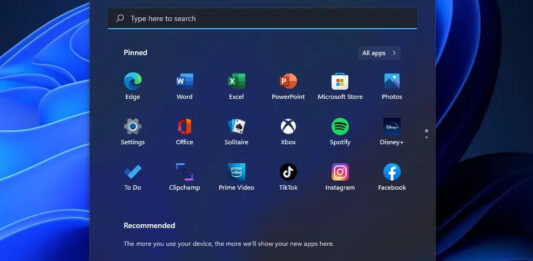 Type here to search
Pinned
All apps >
Edge
Word
Excel
PowerPoint
Microsoft Store
Photos
Settings
Office
Solitaire
Xbox
Spotify
Disney+
To Do
Clipchamp
Prime Video
TikTok
Instagram
Facebook
Recommended
The more you use your device, the more we'll show your new apps here.